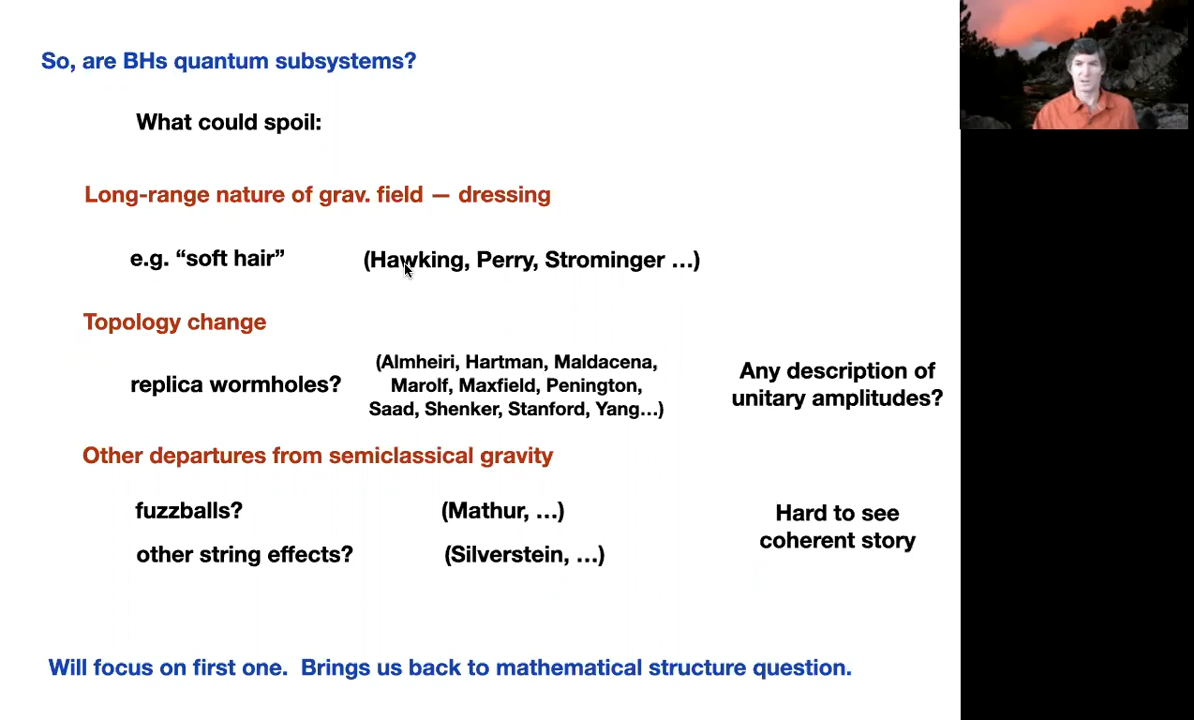 So, are BHs quantum subsystems?
What could spoil:
Long-range nature of grav. field — dressing
e.g. “soft hair” (Hawking, Perry, Strominger …)
Topology change
replica wormholes?
(Almheiri, Hartman, Maldacena,
Marolf, Maxfield, Penington,
Saad, Shenker, Stanford, Yang…)
Any description of
unitary amplitudes?
Other departures from semiclassical gravity
fuzzballs? (Mathur, …)
other string effects? (Silverstein, …)
Hard to see
coherent story
Will focus on first one.  Brings us back to mathematical structure question.